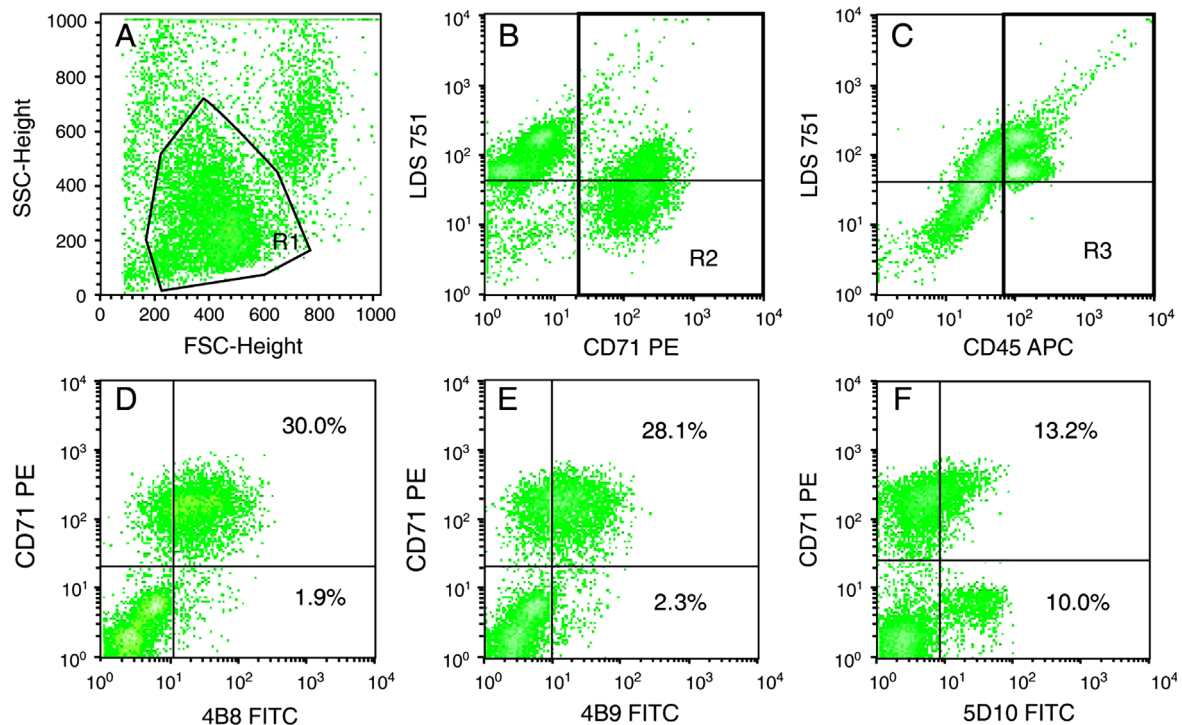 A
SSC-Height
1000
800
600
400
200
0
R1
0 200 400 600 800 1000
FSC-Height
B
LDS 751
10⁴
10³
10²
10¹
10⁰
R2
10⁰ 10¹ 10² 10³ 10⁴
CD71 PE
C
LDS 751
10⁴
10³
10²
10¹
10⁰
R3
10⁰ 10¹ 10² 10³ 10⁴
CD45 APC
D
CD71 PE
10⁴
10³
10²
10¹
10⁰
30.0%
1.9%
10⁰ 10¹ 10² 10³ 10⁴
4B8 FITC
E
CD71 PE
10⁴
10³
10²
10¹
10⁰
28.1%
2.3%
10⁰ 10¹ 10² 10³ 10⁴
4B9 FITC
F
CD71 PE
10⁴
10³
10²
10¹
10⁰
13.2%
10.0%
10⁰ 10¹ 10² 10³ 10⁴
5D10 FITC